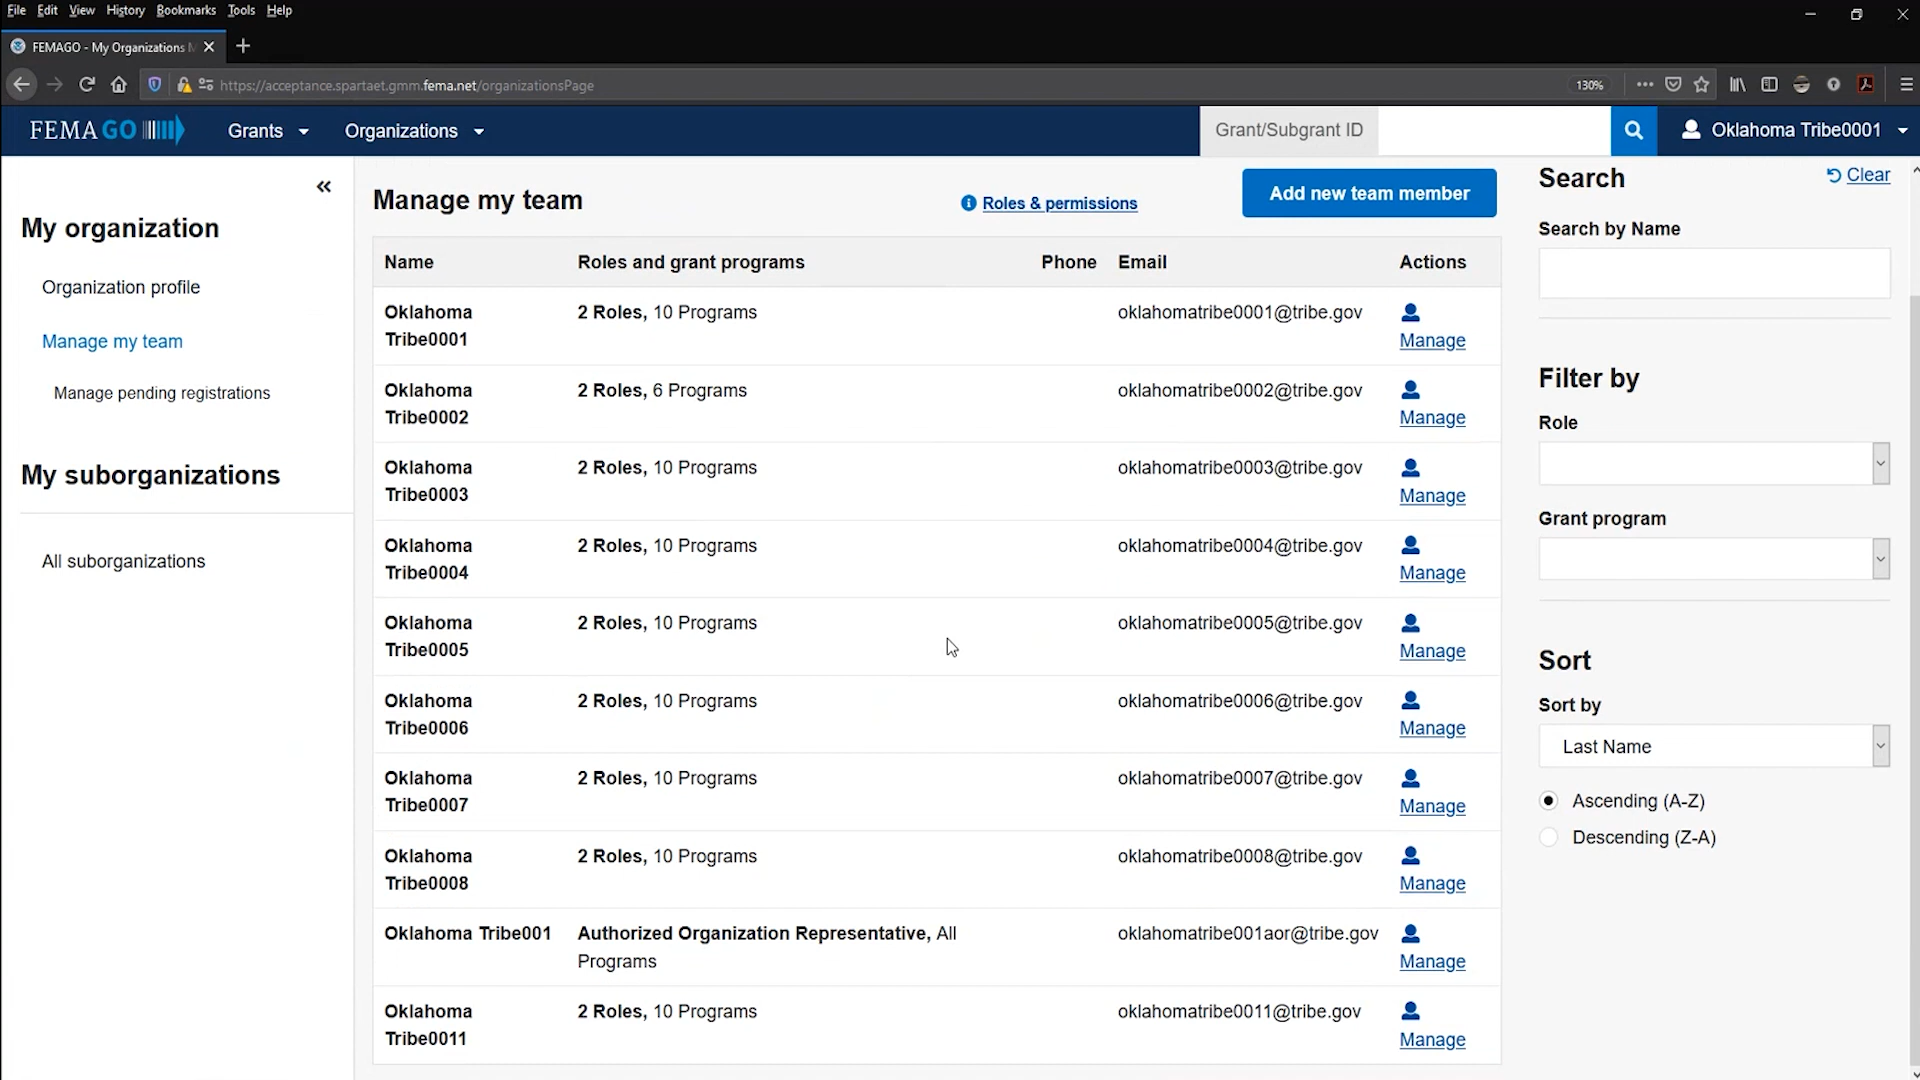 File Edit View History Bookmarks Tools Help
FEMAGO - My Organizations
https://acceptance.spartaet.gmm.fema.net/organizationsPage
130%
FEMA GO
Grants
Organizations
Grant/Subgrant ID
Oklahoma Tribe0001
My organization
Organization profile
Manage my team
Manage pending registrations
My suborganizations
All suborganizations
Manage my team
Roles & permissions
Add new team member
Name Roles and grant programs Phone Email Actions
Oklahoma 2 Roles, 10 Programs oklahomatribe0001@tribe.gov
Tribe0001 Manage
Oklahoma 2 Roles, 6 Programs oklahomatribe0002@tribe.gov
Tribe0002 Manage
Oklahoma 2 Roles, 10 Programs oklahomatribe0003@tribe.gov
Tribe0003 Manage
Oklahoma 2 Roles, 10 Programs oklahomatribe0004@tribe.gov
Tribe0004 Manage
Oklahoma 2 Roles, 10 Programs oklahomatribe0005@tribe.gov
Tribe0005 Manage
Oklahoma 2 Roles, 10 Programs oklahomatribe0006@tribe.gov
Tribe0006 Manage
Oklahoma 2 Roles, 10 Programs oklahomatribe0007@tribe.gov
Tribe0007 Manage
Oklahoma 2 Roles, 10 Programs oklahomatribe0008@tribe.gov
Tribe0008 Manage
Oklahoma Tribe001 Authorized Organization Representative, All oklahomatribe001aor@tribe.gov
Programs Manage
Oklahoma 2 Roles, 10 Programs oklahomatribe0011@tribe.gov
Tribe0011 Manage
Search
Clear
Search by Name
Filter by
Role
Grant program
Sort
Sort by
Last Name
Ascending (A-Z)
Descending (Z-A)